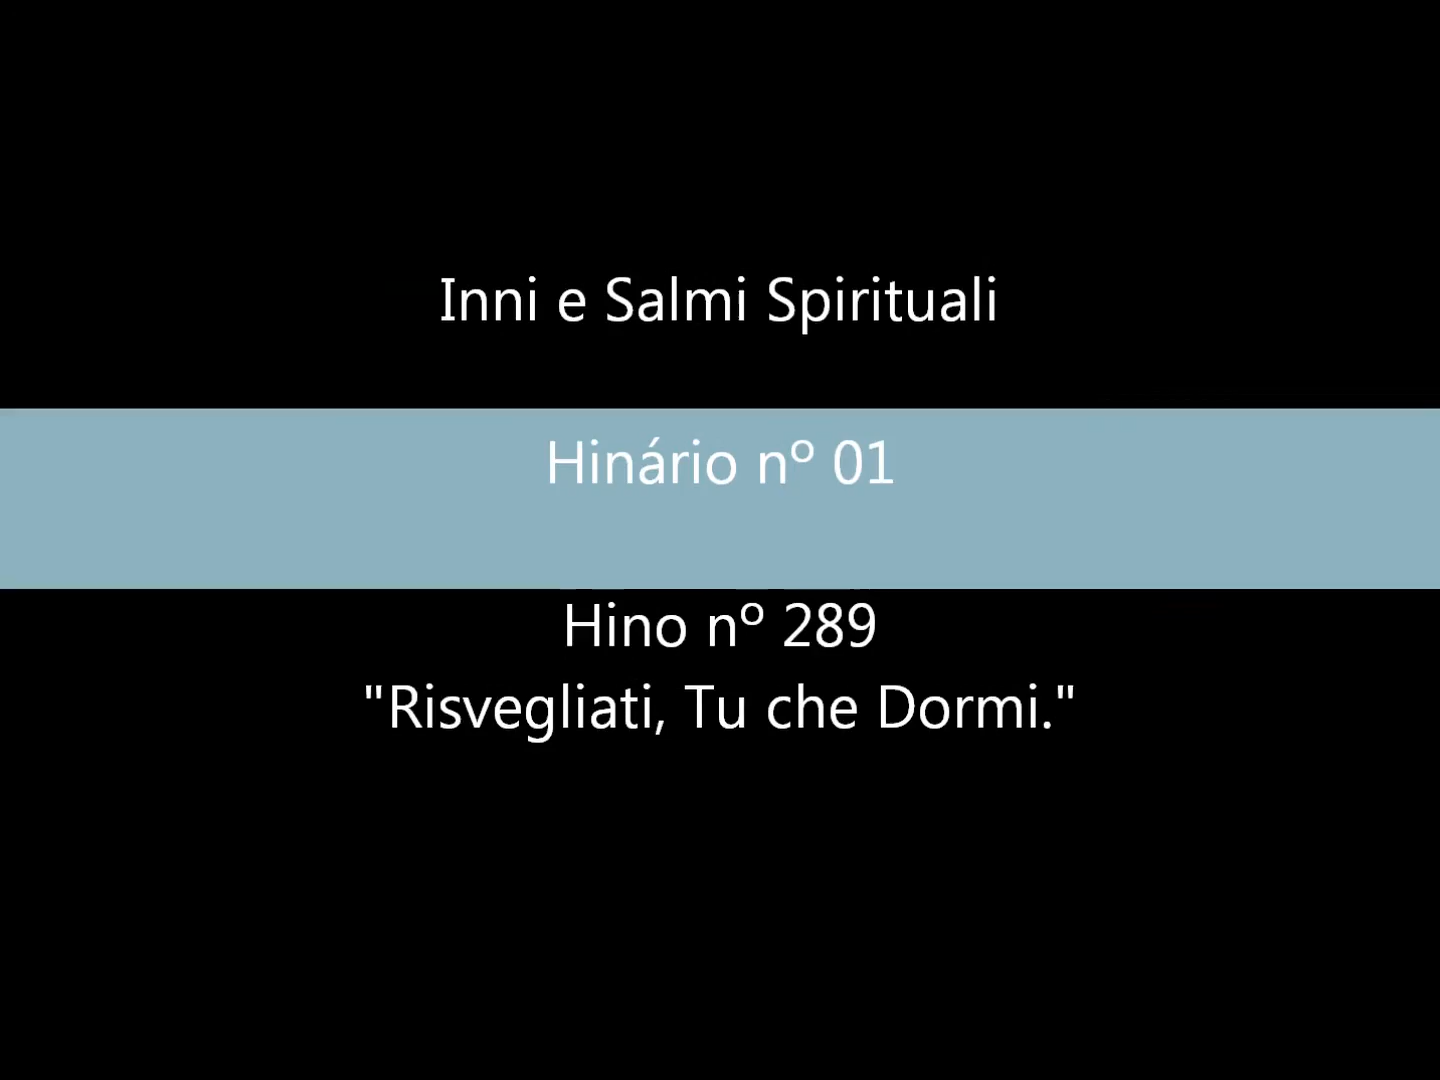 Inni e Salmi Spirituali
Hinário nº 01
Hino nº 289
"Risvegliati, Tu che Dormi."